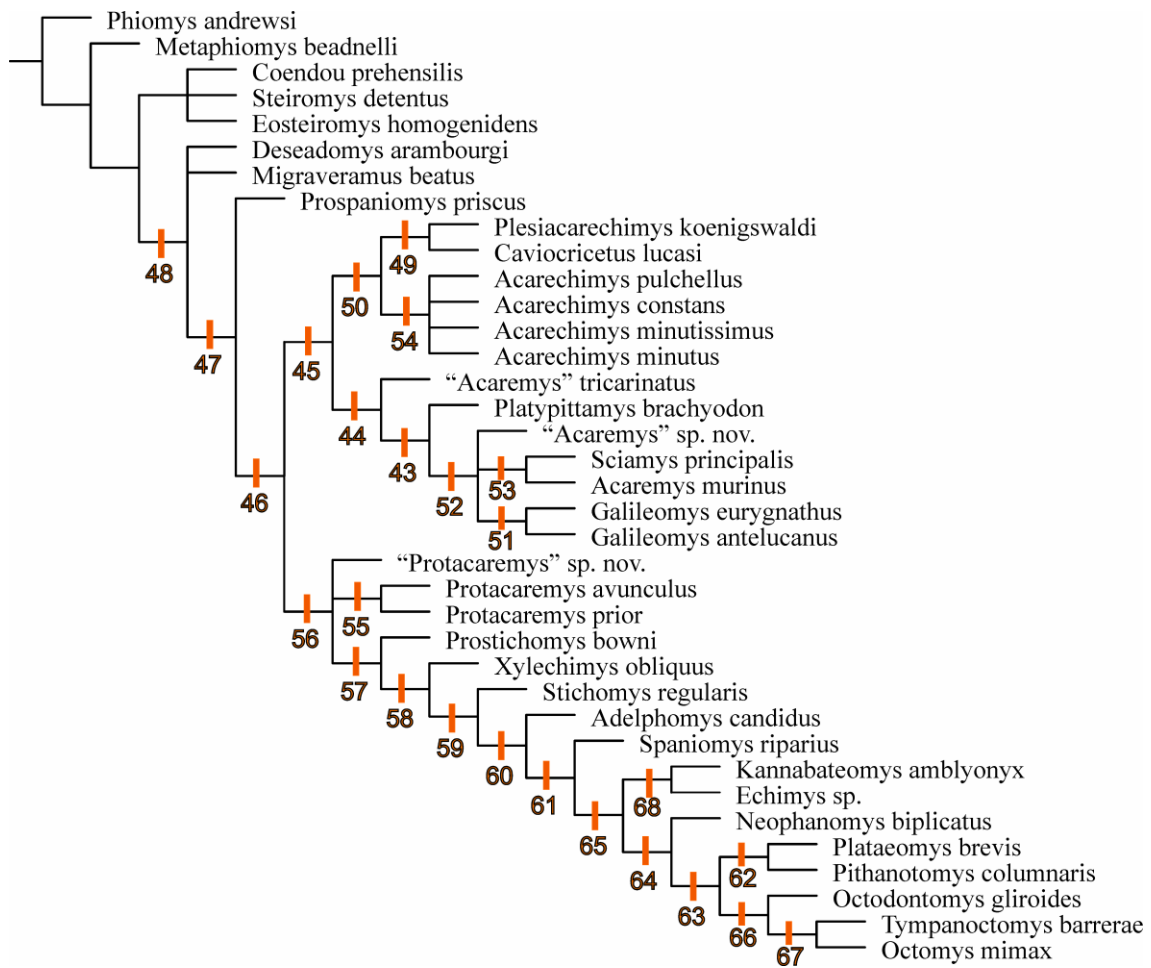 Phiomys andrewsi
Metaphiomys beadnelli
Coendou prehensilis
Steiromys detentus
Eosteiromys homogenidens
Deseadomys arambourgi
Migraveramus beatus
Prospaniomys priscus
Plesiacarechimys koenigswaldi
49
Caviocricetus lucasi
48
50
Acarechimys pulchellus
Acarechimys constans
54
Acarechimys minutissimus
47
45
Acarechimys minutus
“Acaremys” tricarinatus
Platypittamys brachyodon
44
“Acaremys” sp. nov.
43
Sciamys principalis
46
52
53
Acaremys murinus
Galileomys eurygnathus
51
Galileomys antelucanus
“Protacaremys” sp. nov.
Protacaremys avunculus
55
Protacaremys prior
56
Prostichomys bowni
57
Xylechimys obliquus
58
Stichomys regularis
59
Adelphomys candidus
60
Spaniomys riparius
61
Kannabateomys amblyonyx
68
Echimys sp.
65
Neophanomys biplicatus
64
Plataeomys brevis
62
Pithanotomys columnaris
63
Octodontomys gliroides
66
Tympanoctomys barrerae
67
Octomys mimax